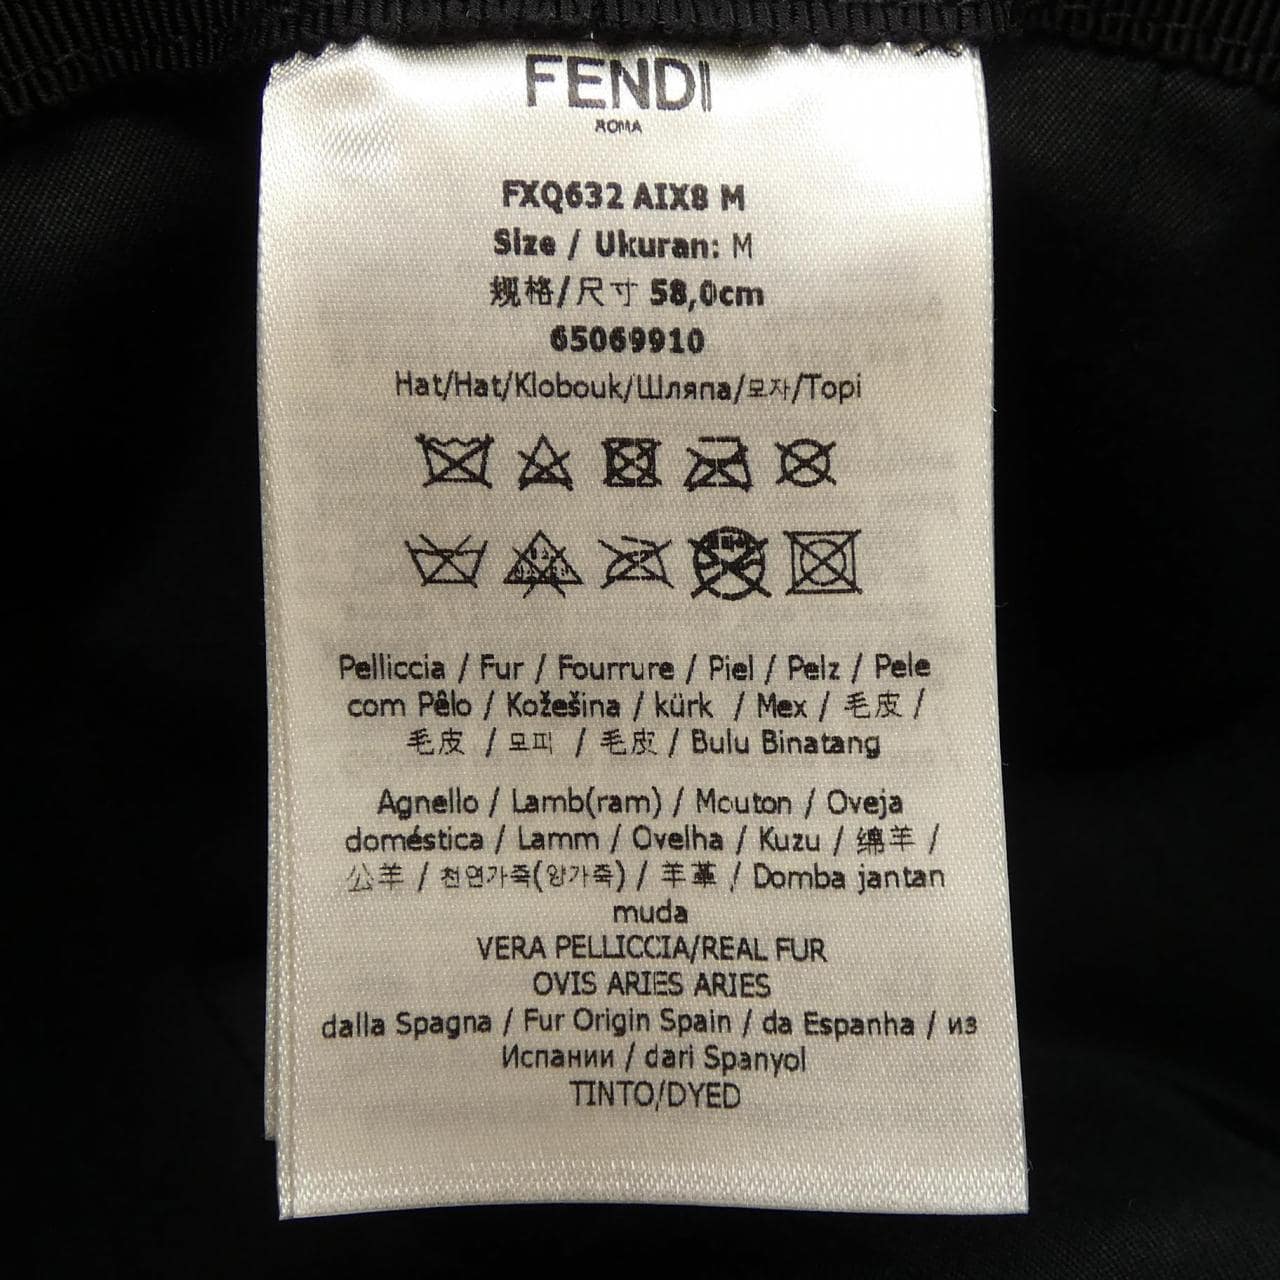 FENDI
ROMA
FXQ632 AIX8 M
Size / Ukuran: M
规格/尺寸 58,0cm
65069910
Hat/Hat/Klobouk/Шляпа/모자/Topi
Pelliccia / Fur / Fourrure / Piel / Pelz / Pele
com Pêlo / Kožešina / kürk / Mex / 毛皮 /
毛皮 / 모피 / 毛皮 / Bulu Binatang
Agnello / Lamb(ram) / Mouton / Oveja
doméstica / Lamm / Ovelha / Kuzu / 绵羊 /
公羊 / 천연가죽(양가죽) / 羊革 / Domba jantan
muda
VERA PELLICCIA/REAL FUR
OVIS ARIES ARIES
dalla Spagna / Fur Origin Spain / da Espanha / из
Испании / dari Spanyol
TINTO/DYED